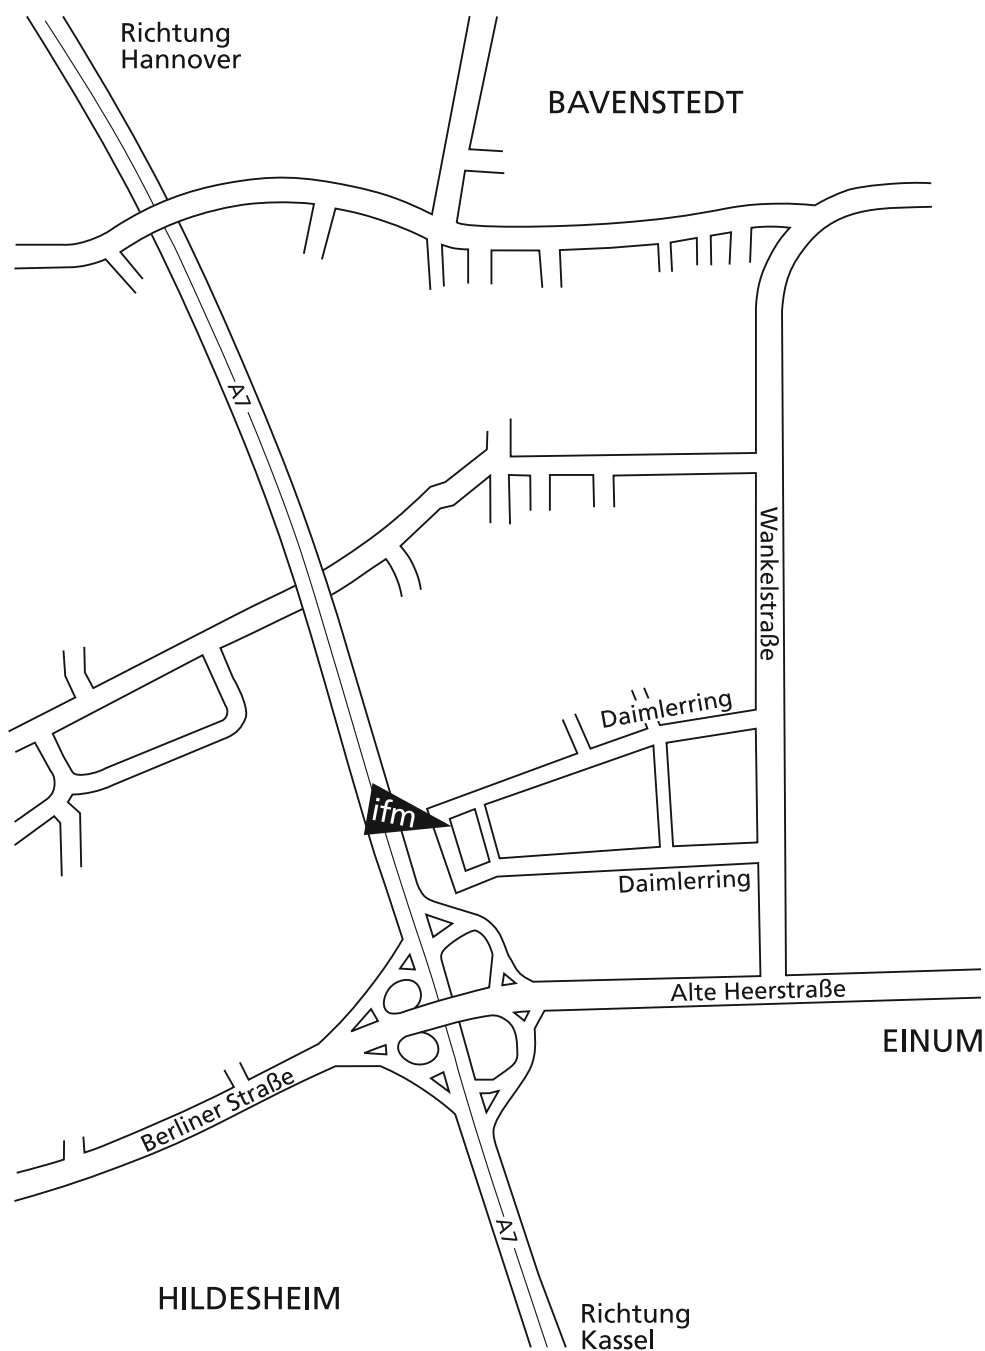 Richtung
Hannover
BAVENSTEDT
A7
Wankelstraße
Daimlerring
ifm
Daimlerring
Alte Heerstraße
EINUM
Berliner Straße
A7
HILDESHEIM
Richtung
Kassel